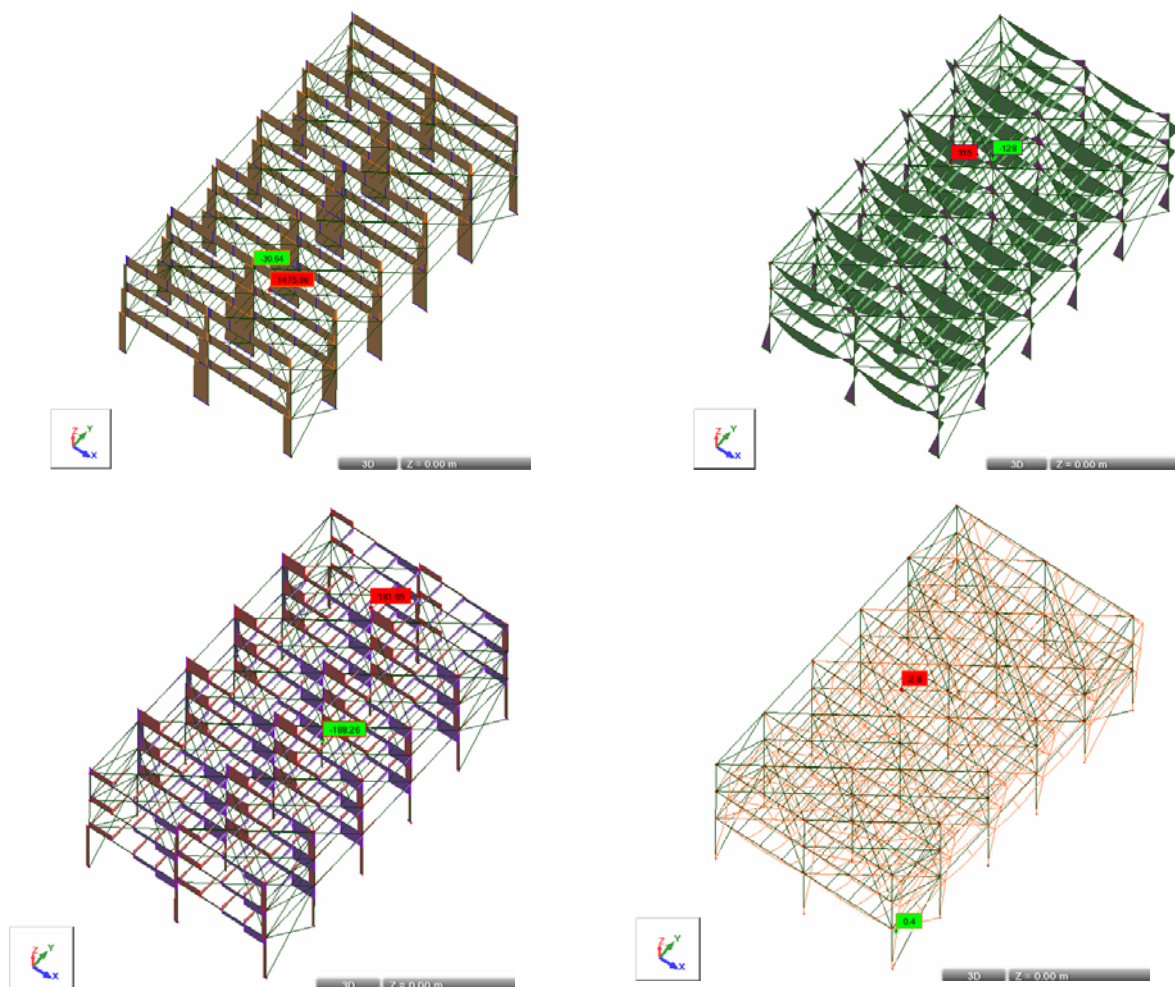 -30.64
1475.96
Z
Y
X
3D
Z = 0.00 m
315
-128
Z
Y
X
3D
Z = 0.00 m
181.95
-188.26
Z
Y
X
3D
Z = 0.00 m
2.8
0.4
Z
Y
X
3D
Z = 0.00 m